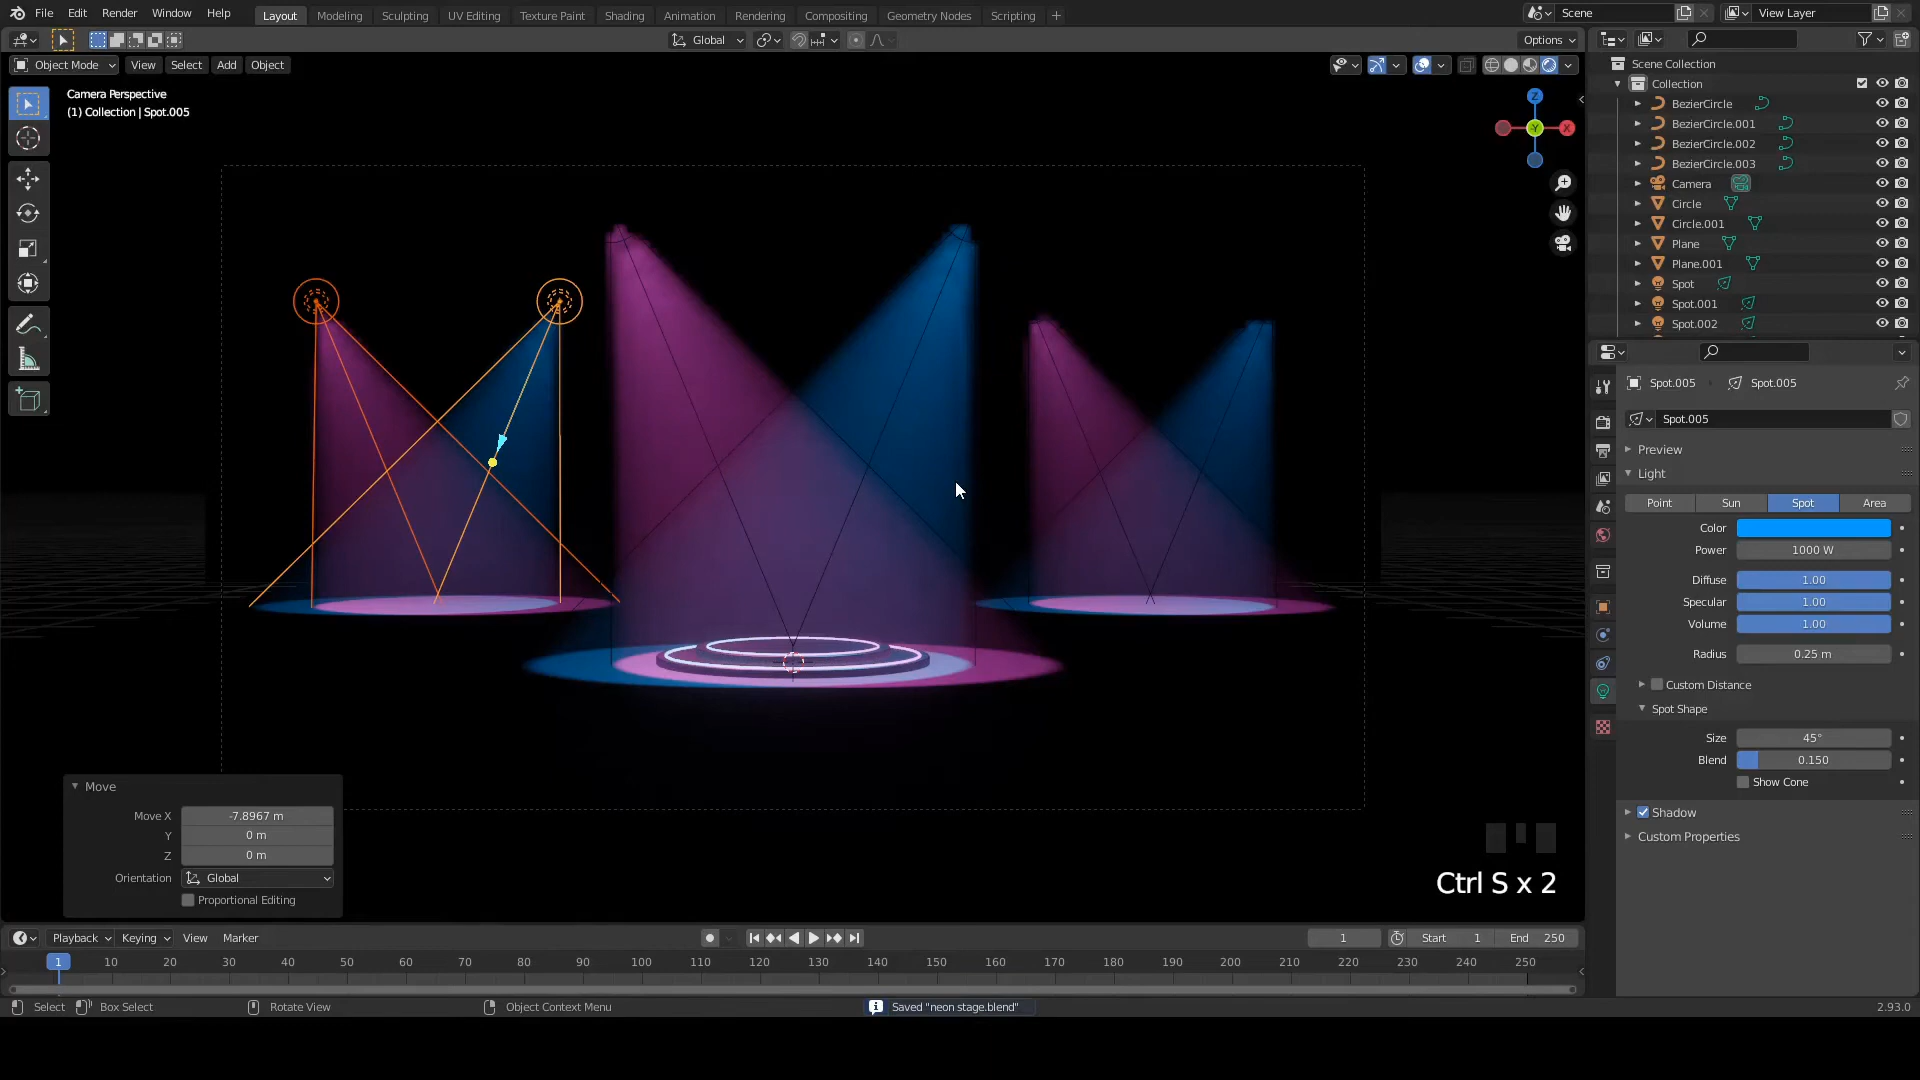 File Edit Render Window Help Layout Modeling Sculpting UV Editing Texture Paint Shading Animation Rendering Compositing Geometry Nodes Scripting + Scene View Layer
Global Options
Object Mode View Select Add Object
Camera Perspective
(1) Collection | Spot.005
Z
Y
X
Scene Collection
Collection
BezierCircle
BezierCircle.001
BezierCircle.002
BezierCircle.003
Camera
Circle
Circle.001
Plane
Plane.001
Spot
Spot.001
Spot.002
Spot.005 Spot.005
Spot.005
Preview
Light
Point Sun Spot Area
Color
Power 1000 W
Diffuse 1.00
Specular 1.00
Volume 1.00
Radius 0.25 m
Custom Distance
Spot Shape
Size 45°
Blend 0.150
Show Cone
Shadow
Custom Properties
Move
Move X -7.8967 m
Y 0 m
Z 0 m
Orientation Global
Proportional Editing
Ctrl S x 2
Playback Keying View Marker 1 Start 1 End 250
1 10 20 30 40 50 60 70 80 90 100 110 120 130 140 150 160 170 180 190 200 210 220 230 240 250
Select Box Select Rotate View Object Context Menu Saved "neon stage.blend" 2.93.0